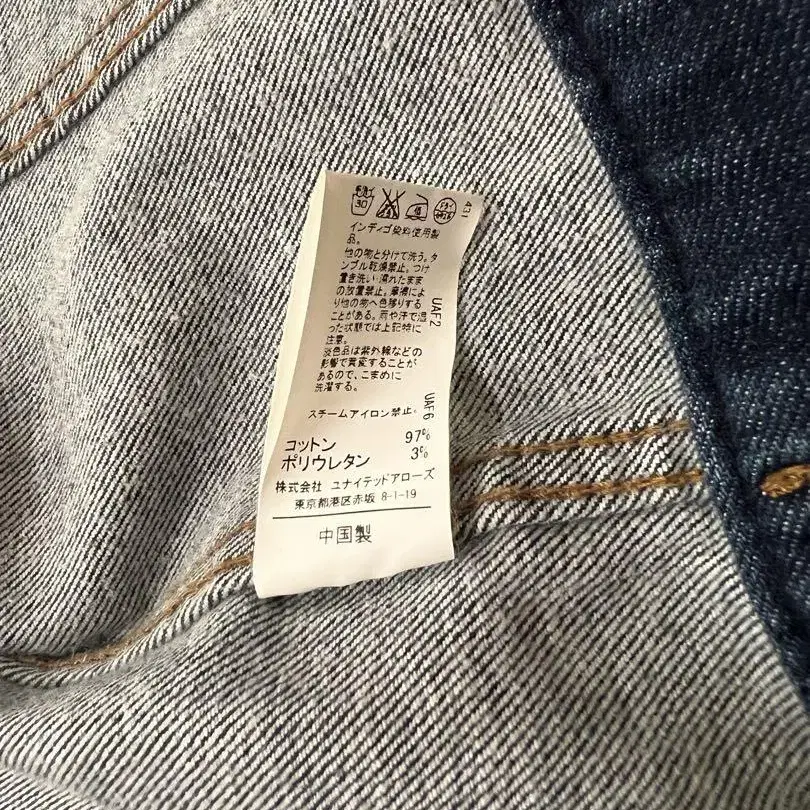 30
低
431
インディゴ染料使用製
品。
他の物と分けて洗う。タ
ンブル乾燥禁止。つけ
置き洗い・濡れたまま
の放置禁止。摩擦によ
り他の物へ色移りする
ことがある。雨や汗で湿
った状態では上記特に
注意。
淡色品は紫外線などの
影響で黄変することが
あるので、こまめに
洗濯する。
UAF2
スチームアイロン禁止。
UAF6
コットン 97%
ポリウレタン 3%
株式会社 ユナイテッドアローズ
東京都港区赤坂 8-1-19
中国製